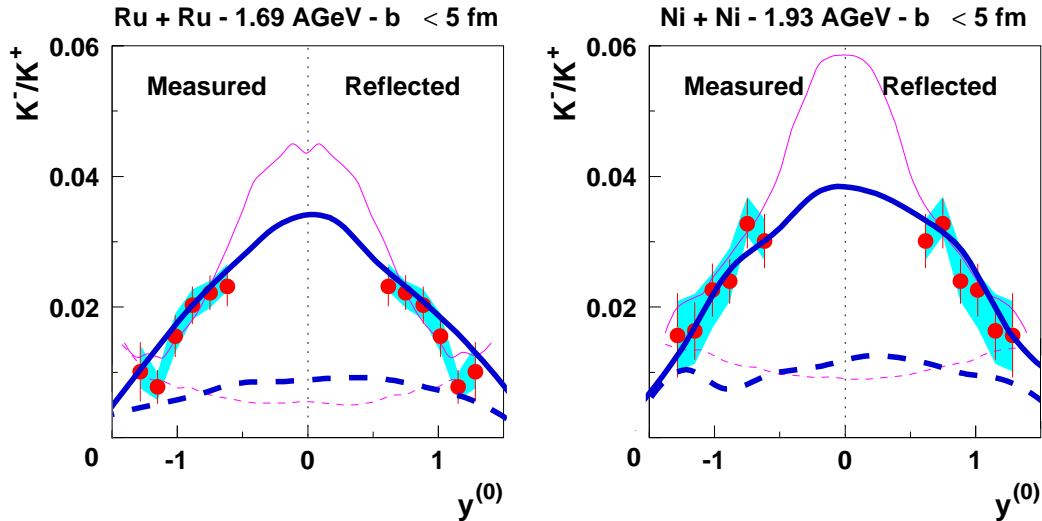 Ru + Ru - 1.69 AGeV - b < 5 fm
K⁻/K⁺
0.06
0.04
0.02
0
Measured
Reflected
-1
0
1
y⁽⁰⁾
Ni + Ni - 1.93 AGeV - b < 5 fm
K⁻/K⁺
0.06
0.04
0.02
0
Measured
Reflected
-1
0
1
y⁽⁰⁾